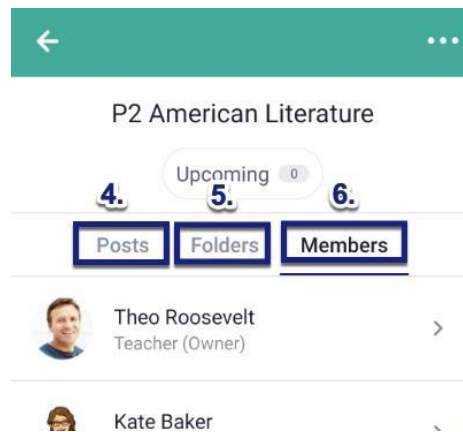 P2 American Literature
Upcoming 0
4. 5. 6.
Posts Folders Members
Theo Roosevelt
Teacher (Owner)
Kate Baker